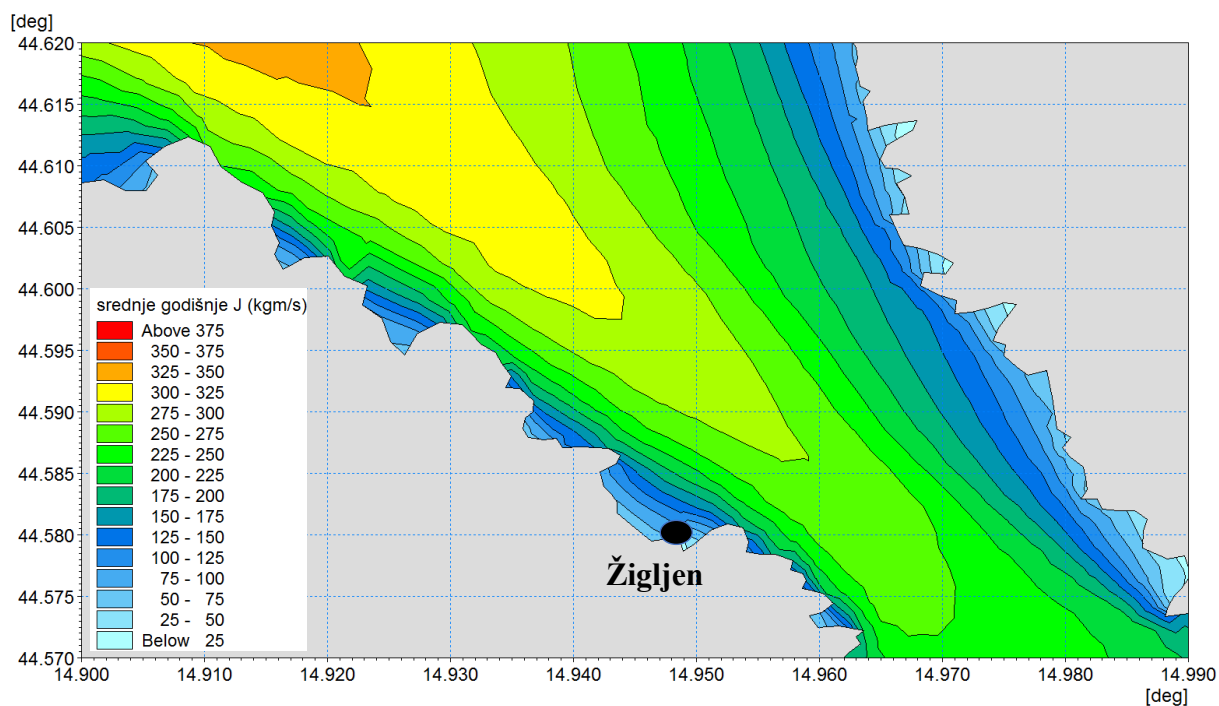 [deg]
44.620
44.615
44.610
44.605
44.600
44.595
44.590
44.585
44.580
44.575
44.570
srednje godišnje J (kgm/s)
Above 375
350 - 375
325 - 350
300 - 325
275 - 300
250 - 275
225 - 250
200 - 225
175 - 200
150 - 175
125 - 150
100 - 125
75 - 100
50 - 75
25 - 50
Below 25
Žigljen
14.900 14.910 14.920 14.930 14.940 14.950 14.960 14.970 14.980 14.990
[deg]